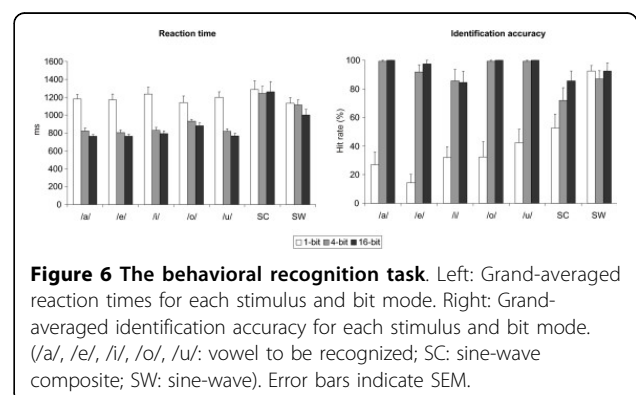 Reaction time
Identification accuracy
1600
1400
1200
1000
800
600
400
200
0
ms
/a/ /e/ /i/ /o/ /u/ SC SW
100
80
60
40
20
0
Hit rate (%)
/a/ /e/ /i/ /o/ /u/ SC SW
1-bit 4-bit 16-bit
Figure 6 The behavioral recognition task. Left: Grand-averaged
reaction times for each stimulus and bit mode. Right: Grand-
averaged identification accuracy for each stimulus and bit mode.
(/a/, /e/, /i/, /o/, /u/: vowel to be recognized; SC: sine-wave
composite; SW: sine-wave). Error bars indicate SEM.